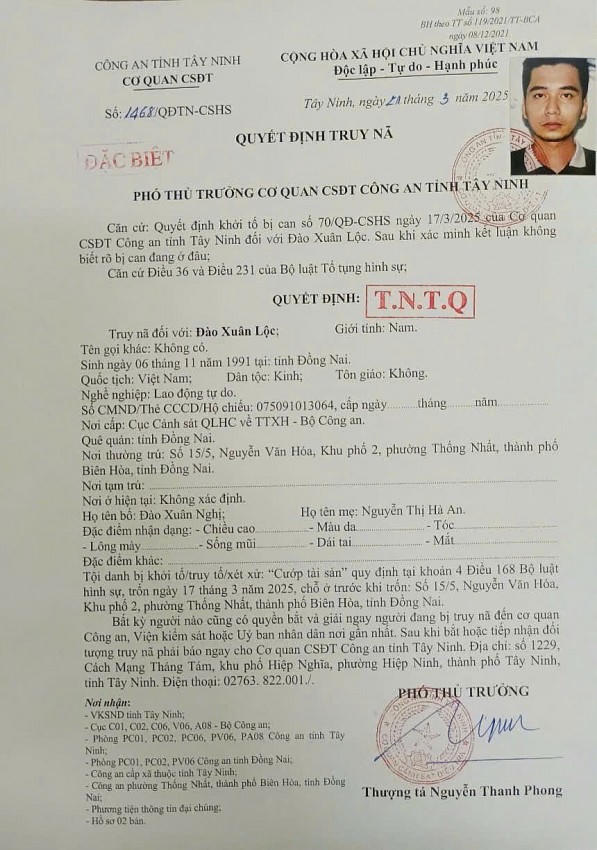 Mẫu số: 98
BH theo TT số 119/2021/TT-BCA
ngày 08/12/2021
CÔNG AN TỈNH TÂY NINH
CƠ QUAN CSĐT
Số: 1468/QĐTN-CSHS
CỘNG HÒA XÃ HỘI CHỦ NGHĨA VIỆT NAM
Độc lập - Tự do - Hạnh phúc
Tây Ninh, ngày 21 tháng 3 năm 2025
QUYẾT ĐỊNH TRUY NÃ
ĐẶC BIỆT
PHÓ THỦ TRƯỞNG CƠ QUAN CSĐT CÔNG AN TỈNH TÂY NINH
Căn cứ: Quyết định khởi tố bị can số 70/QĐ-CSHS ngày 17/3/2025 của Cơ quan
CSĐT Công an tỉnh Tây Ninh đối với Đào Xuân Lộc. Sau khi xác minh kết luận không
biết rõ bị can đang ở đâu;
Căn cứ Điều 36 và Điều 231 của Bộ luật Tố tụng hình sự;
QUYẾT ĐỊNH: T.N.T.Q
Truy nã đối với: Đào Xuân Lộc; Giới tính: Nam.
Tên gọi khác: Không có.
Sinh ngày 06 tháng 11 năm 1991 tại: tỉnh Đồng Nai.
Quốc tịch: Việt Nam; Dân tộc: Kinh; Tôn giáo: Không.
Nghề nghiệp: Lao động tự do.
Số CMND/Thẻ CCCD/Hộ chiếu: 075091013064, cấp ngày..........tháng........năm........
Nơi cấp: Cục Cảnh sát QLHC về TTXH - Bộ Công an.
Quê quán: tỉnh Đồng Nai.
Nơi thường trú: Số 15/5, Nguyễn Văn Hóa, Khu phố 2, phường Thống Nhất, thành phố
Biên Hòa, tỉnh Đồng Nai.
Nơi tạm trú: ........................
Nơi ở hiện tại: Không xác định.
Họ tên bố: Đào Xuân Nghị; Họ tên mẹ: Nguyễn Thị Hà An.
Đặc điểm nhận dạng: - Chiều cao.............. - Màu da.............. - Tóc..............
- Lông mày.............. - Sống mũi.............. - Dái tai.............. - Mắt..............
Đặc điểm khác: ........................
Tội danh bị khởi tố/truy tố/xét xử: “Cướp tài sản” quy định tại khoản 4 Điều 168 Bộ luật
hình sự, trốn ngày 17 tháng 3 năm 2025, chỗ ở trước khi trốn: Số 15/5, Nguyễn Văn Hóa,
Khu phố 2, phường Thống Nhất, thành phố Biên Hòa, tỉnh Đồng Nai.
Bất kỳ người nào cũng có quyền bắt và giải ngay người đang bị truy nã đến cơ quan
Công an, Viện kiểm sát hoặc Uỷ ban nhân dân nơi gần nhất. Sau khi bắt hoặc tiếp nhận đối
tượng truy nã phải báo ngay cho Cơ quan CSĐT Công an tỉnh Tây Ninh. Địa chỉ: số 1229,
Cách Mạng Tháng Tám, khu phố Hiệp Nghĩa, phường Hiệp Ninh, thành phố Tây Ninh,
tỉnh Tây Ninh. Điện thoại: 02763. 822.001./.
PHÓ THỦ TRƯỞNG
Nơi nhận:
- VKSND tỉnh Tây Ninh;
- Cục C01, C02, C06, V06, A08 - Bộ Công an;
- Phòng PC01, PC02, PC06, PV06, PA08 Công an tỉnh Tây
Ninh;
- Phòng PC01, PC02, PV06 Công an tỉnh Đồng Nai;
- Công an cấp xã thuộc tỉnh Tây Ninh;
- Công an phường Thống Nhất, thành phố Biên Hòa, tỉnh Đồng
Nai;
- Phương tiện thông tin đại chúng;
- Hồ sơ 02 bản.
Thượng tá Nguyễn Thanh Phong